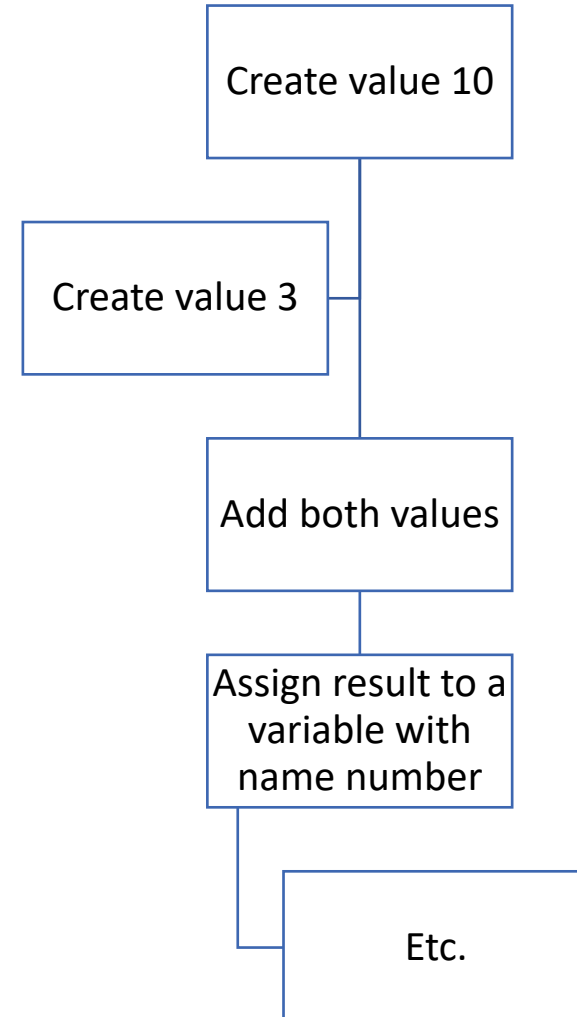 Create value 10
Create value 3
Add both values
Assign result to a
variable with
name number
Etc.